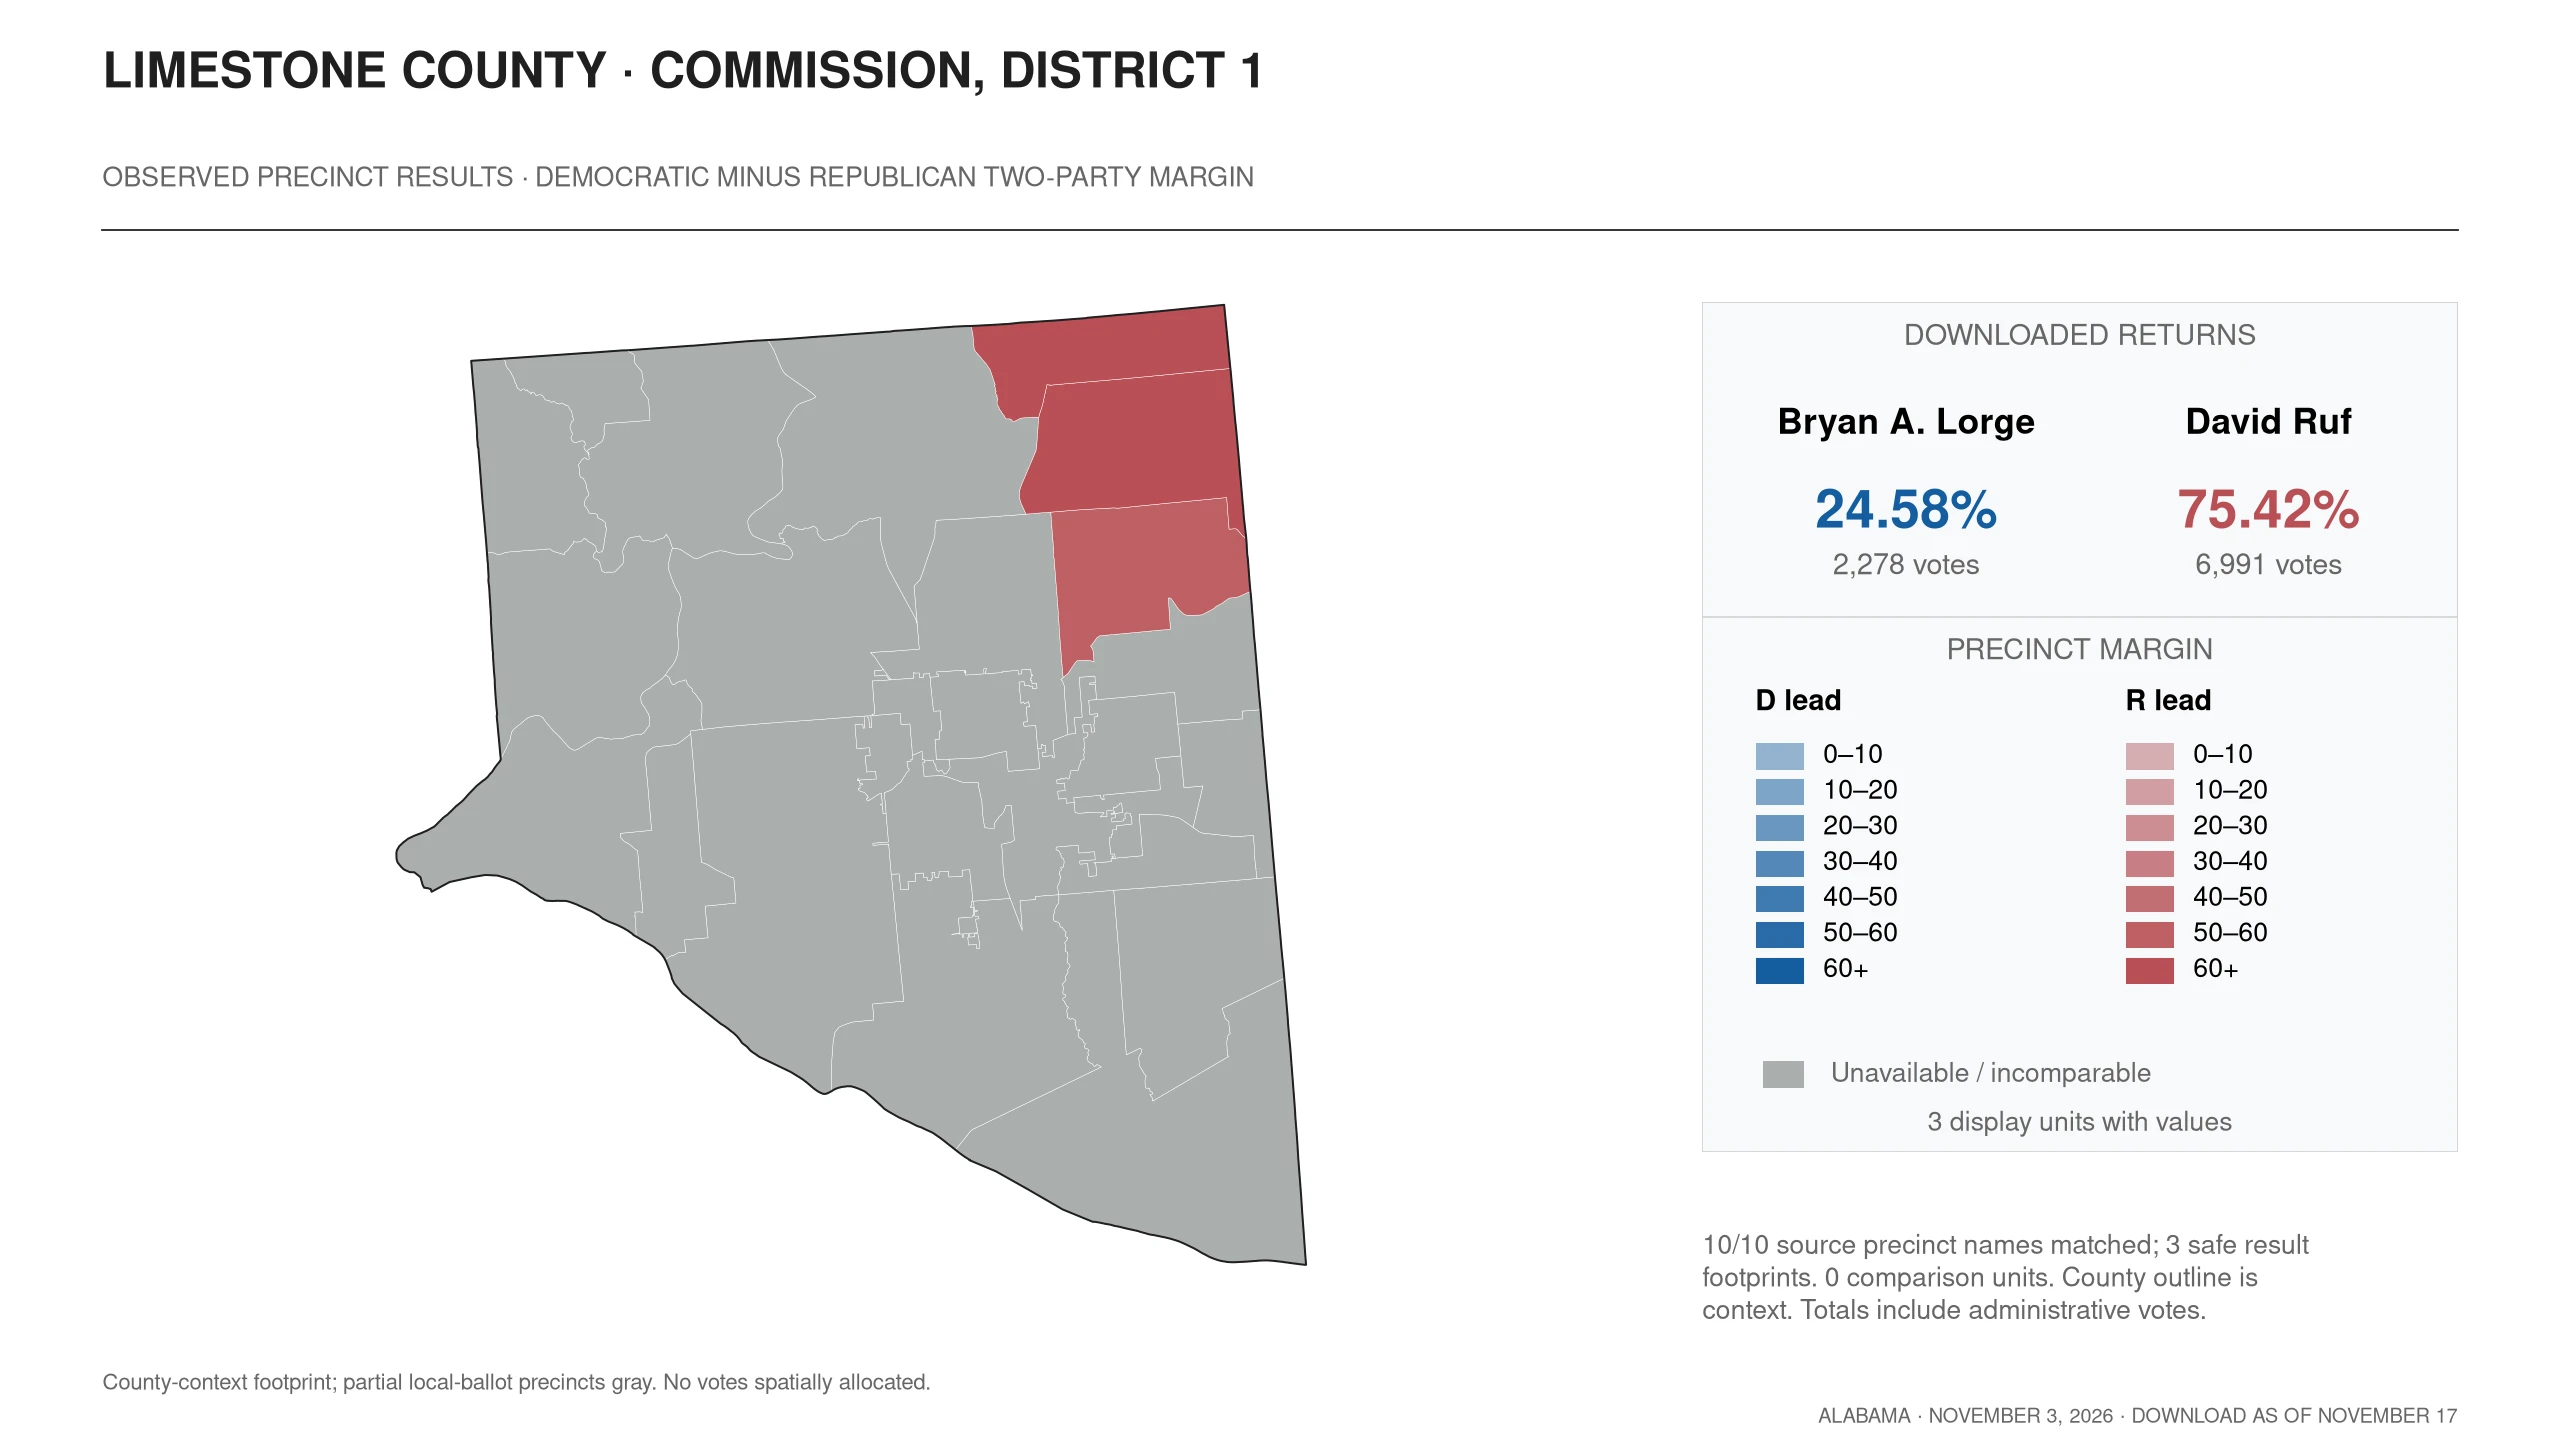 LIMESTONE COUNTY · COMMISSION, DISTRICT 1
OBSERVED PRECINCT RESULTS · DEMOCRATIC MINUS REPUBLICAN TWO-PARTY MARGIN
DOWNLOADED RETURNS
Bryan A. Lorge
David Ruf
24.58%
75.42%
2,278 votes
6,991 votes
PRECINCT MARGIN
D lead
R lead
0–10
0–10
10–20
10–20
20–30
20–30
30–40
30–40
40–50
40–50
50–60
50–60
60+
60+
Unavailable / incomparable
3 display units with values
10/10 source precinct names matched; 3 safe result
footprints. 0 comparison units. County outline is
context. Totals include administrative votes.
County-context footprint; partial local-ballot precincts gray. No votes spatially allocated.
ALABAMA · NOVEMBER 3, 2026 · DOWNLOAD AS OF NOVEMBER 17